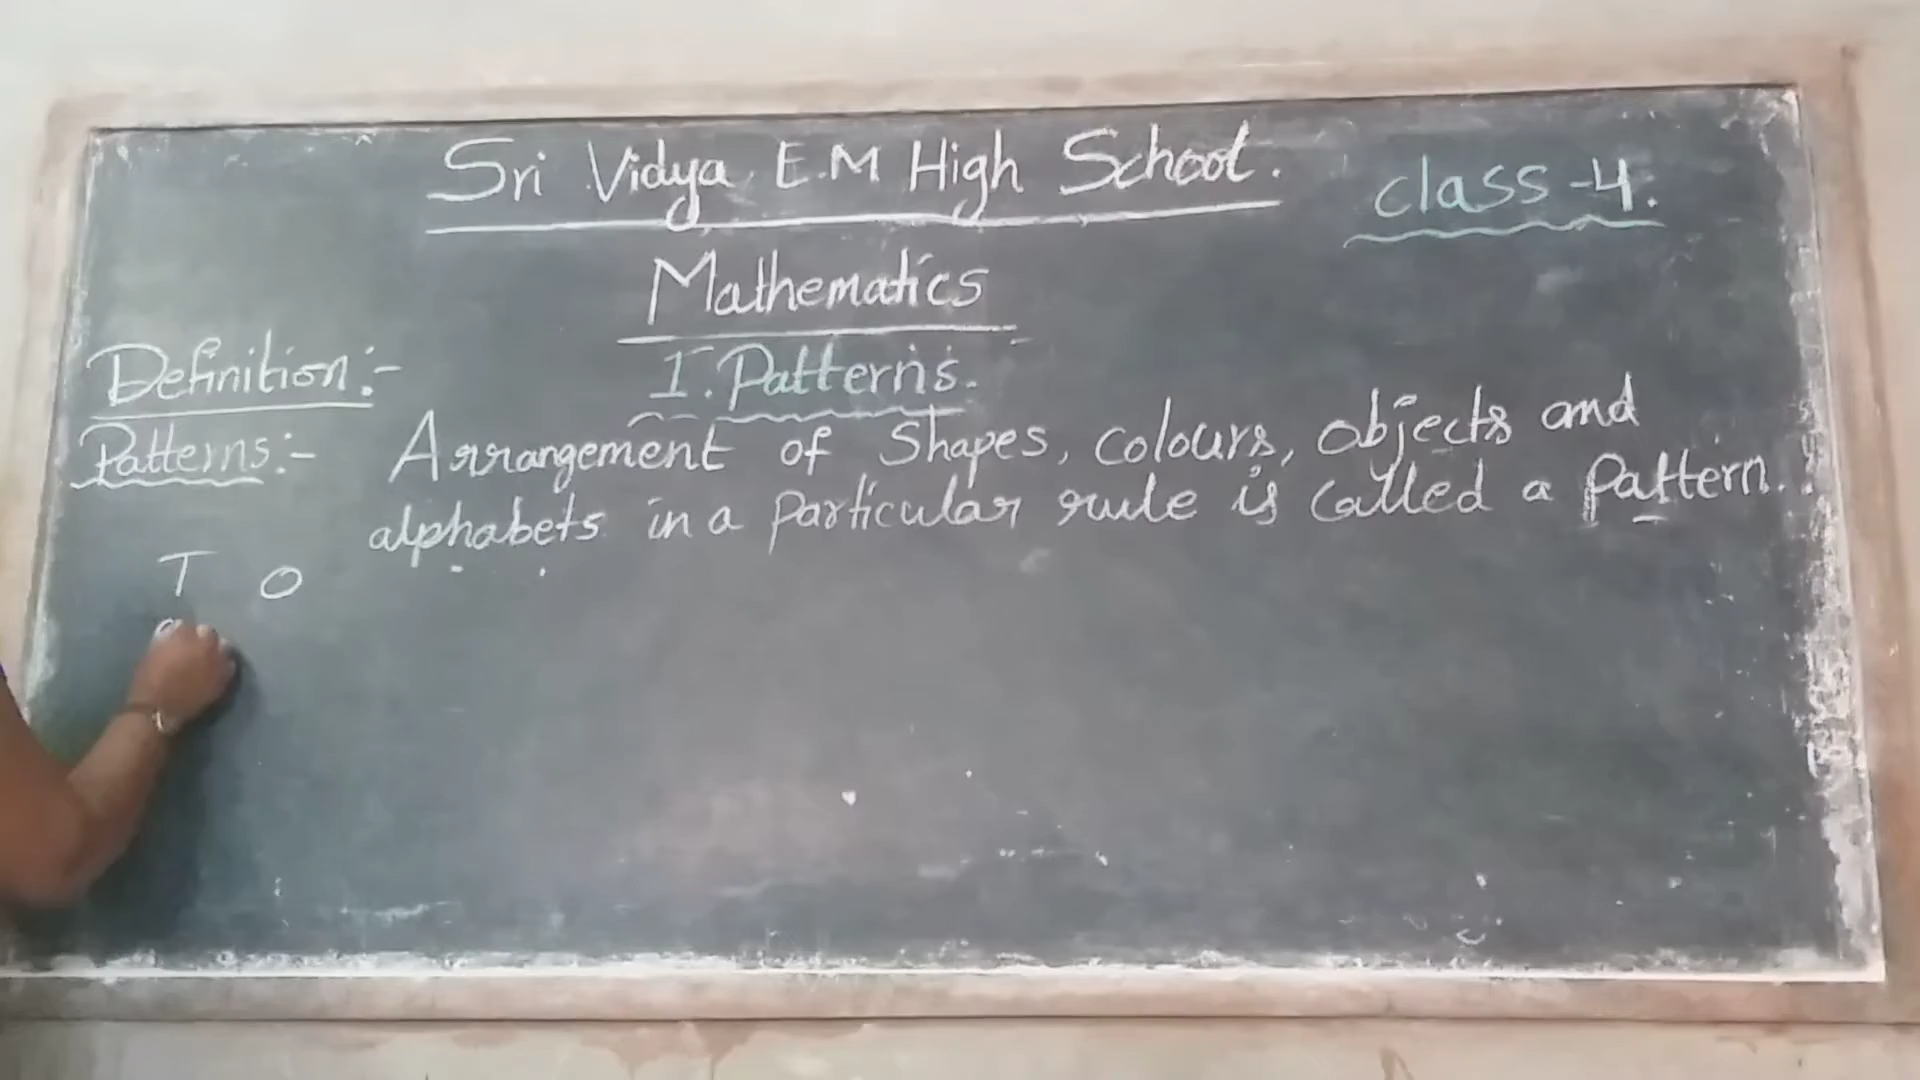 Sri Vidya E.M High School.
class-4.
Mathematics
I. Patterns.
Definition:-
Patterns:- Arrangement of Shapes, colours, objects and
alphabets in a particular rule is called a pattern.
T O